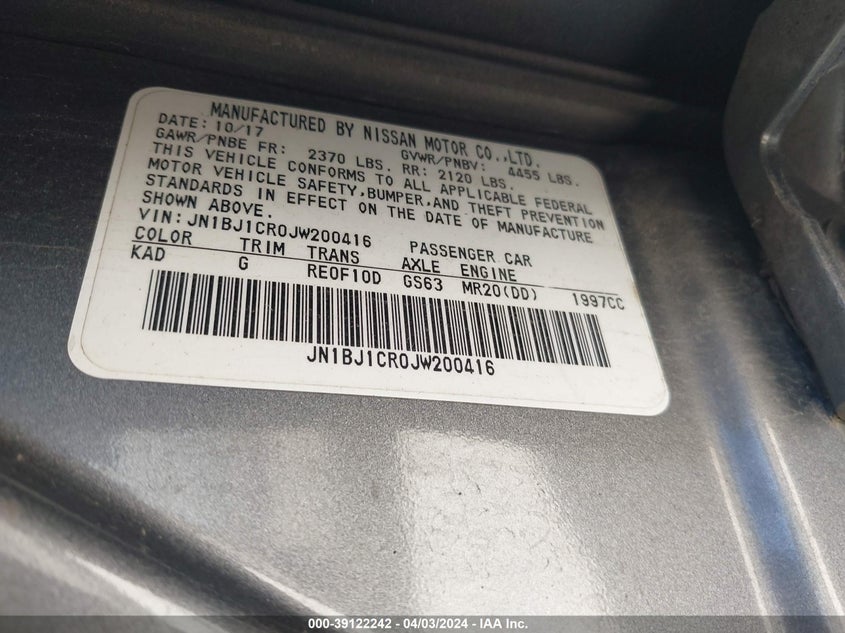 MANUFACTURED BY NISSAN MOTOR CO.,LTD.
DATE: 10/17 GVWR/PNBV: 4455 LBS.
GAWR/PNBE FR: 2370 LBS. RR: 2120 LBS.
THIS VEHICLE CONFORMS TO ALL APPLICABLE FEDERAL
MOTOR VEHICLE SAFETY,BUMPER,AND THEFT PREVENTION
STANDARDS IN EFFECT ON THE DATE OF MANUFACTURE
SHOWN ABOVE.
VIN: JN1BJ1CR0JW200416 PASSENGER CAR
COLOR TRIM TRANS AXLE ENGINE
KAD G RE0F10D GS63 MR20(DD) 1997CC
JN1BJ1CR0JW200416
000-39122242 - 04/03/2024 - IAA Inc.